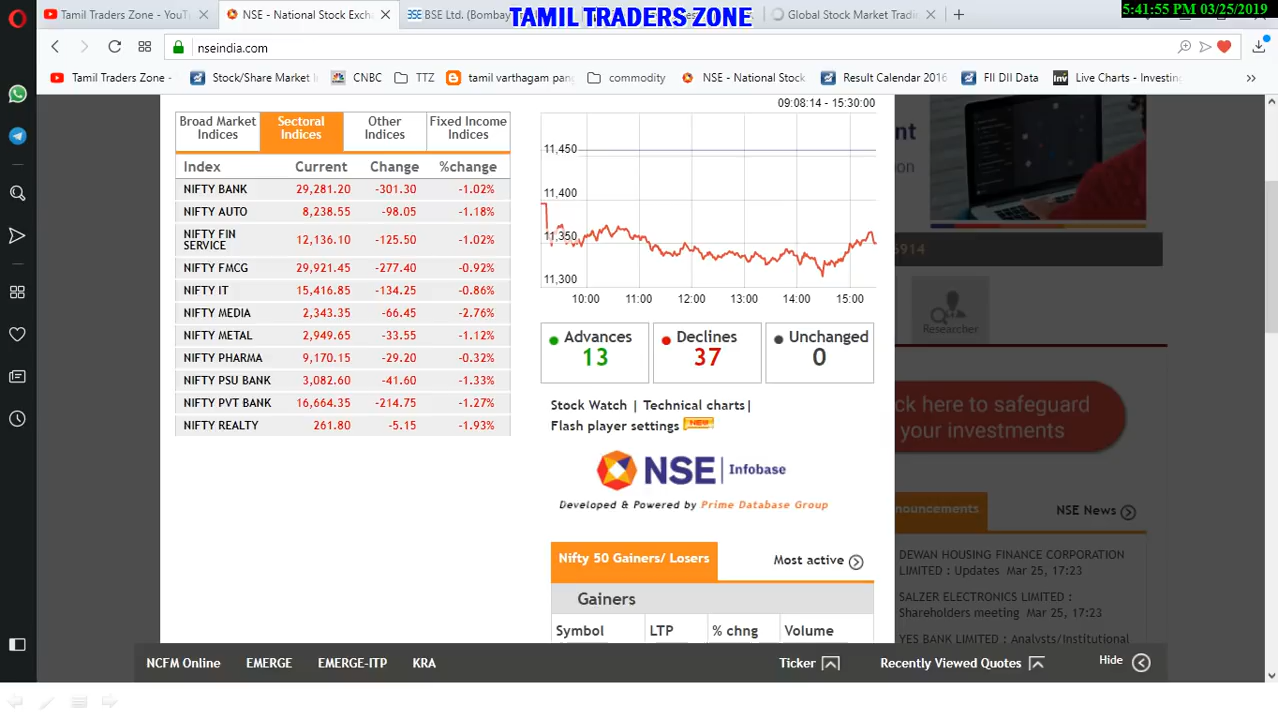 Tamil Traders Zone - YouT
NSE - National Stock Exch
BSE Ltd. (Bombay
TAMIL TRADERS ZONE
Global Stock Market Tradi
5:41:55 PM 03/25/2019
nseindia.com
Tamil Traders Zone -
Stock/Share Market I
CNBC
TTZ
tamil varthagam pan
commodity
NSE - National Stock
Result Calendar 2016
FII DII Data
Inv
Live Charts - Investin
09:08:14 - 15:30:00
Broad Market Indices
Sectoral Indices
Other Indices
Fixed Income Indices
Index Current Change %change
NIFTY BANK 29,281.20 -301.30 -1.02%
NIFTY AUTO 8,238.55 -98.05 -1.18%
NIFTY FIN SERVICE 12,136.10 -125.50 -1.02%
NIFTY FMCG 29,921.45 -277.40 -0.92%
NIFTY IT 15,416.85 -134.25 -0.86%
NIFTY MEDIA 2,343.35 -66.45 -2.76%
NIFTY METAL 2,949.65 -33.55 -1.12%
NIFTY PHARMA 9,170.15 -29.20 -0.32%
NIFTY PSU BANK 3,082.60 -41.60 -1.33%
NIFTY PVT BANK 16,664.35 -214.75 -1.27%
NIFTY REALTY 261.80 -5.15 -1.93%
11,450
11,400
11,350
11,300
10:00 11:00 12:00 13:00 14:00 15:00
Advances
13
Declines
37
Unchanged
0
Stock Watch | Technical charts|
Flash player settings NEW
NSE | Infobase
Developed & Powered by Prime Database Group
Nifty 50 Gainers/ Losers
Most active
Gainers
Symbol LTP % chng Volume
nt
on
6914
Researcher
ck here to safeguard
your investments
nouncements
NSE News
DEWAN HOUSING FINANCE CORPORATION
LIMITED : Updates Mar 25, 17:23
SALZER ELECTRONICS LIMITED :
Shareholders meeting Mar 25, 17:23
YES BANK LIMITED : Analysts/Institutional
NCFM Online
EMERGE
EMERGE-ITP
KRA
Ticker
Recently Viewed Quotes
Hide